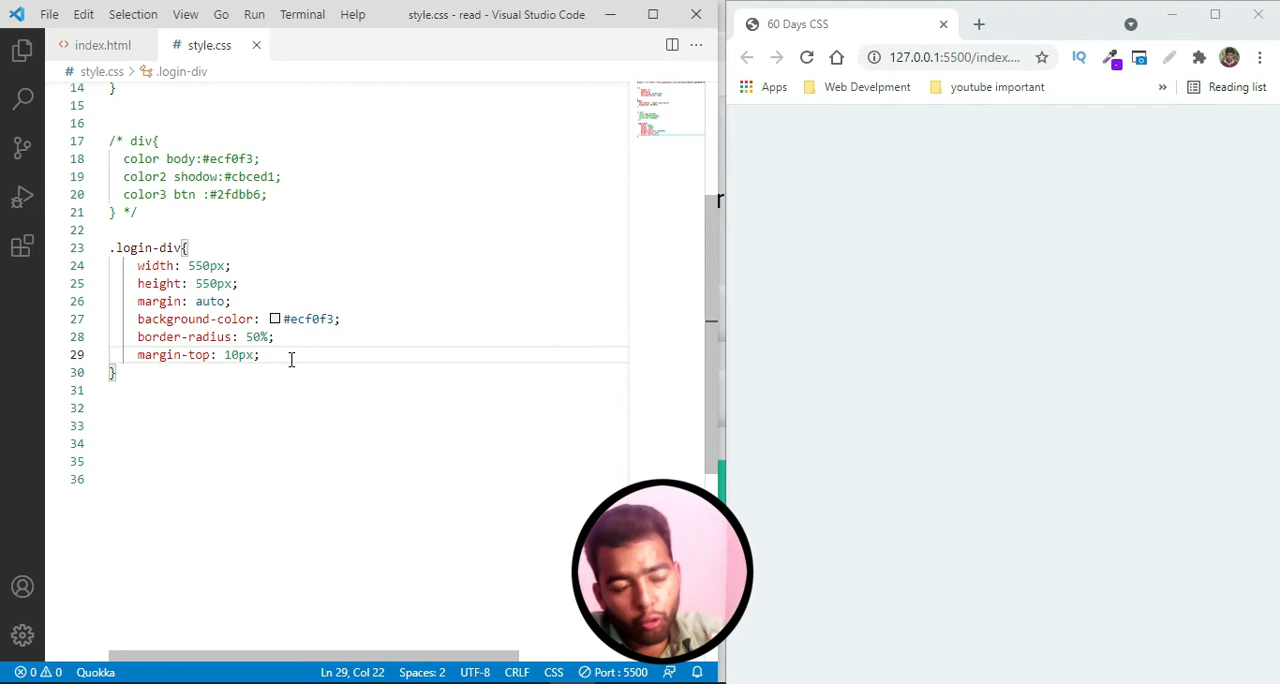 File Edit Selection View Go Run Terminal Help style.css - read - Visual Studio Code
60 Days CSS
index.html # style.css
127.0.0.1:5500/index.... IQ
# style.css > .login-div
Apps Web Develpment youtube important » Reading list
14 }
15
16
17 /* div{
18 color body:#ecf0f3;
19 color2 shodow:#cbced1;
20 color3 btn :#2fdbb6;
21 } */
22
23 .login-div{
24 width: 550px;
25 height: 550px;
26 margin: auto;
27 background-color: #ecf0f3;
28 border-radius: 50%;
29 margin-top: 10px;
30 }
31
32
33
34
35
36
r
0 0 Quokka Ln 29, Col 22 Spaces: 2 UTF-8 CRLF CSS Port : 5500